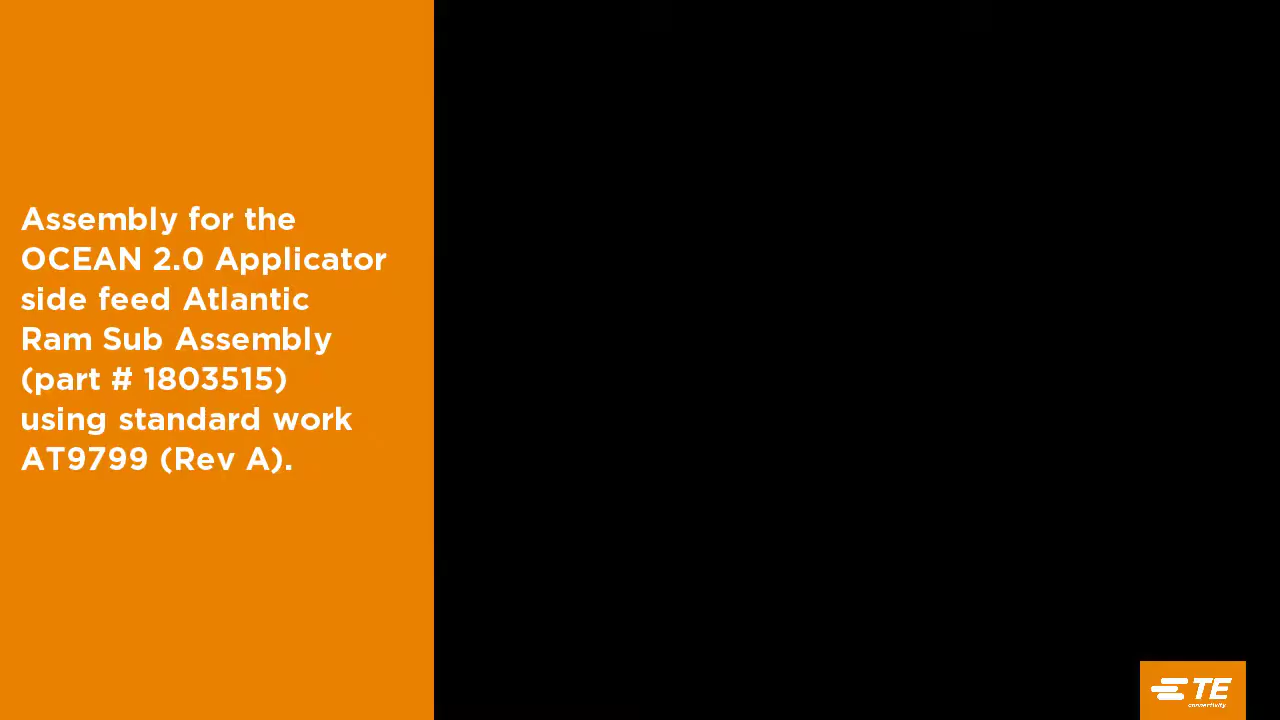 Assembly for the
OCEAN 2.0 Applicator
side feed Atlantic
Ram Sub Assembly
(part # 1803515)
using standard work
AT9799 (Rev A).
TE
connectivity